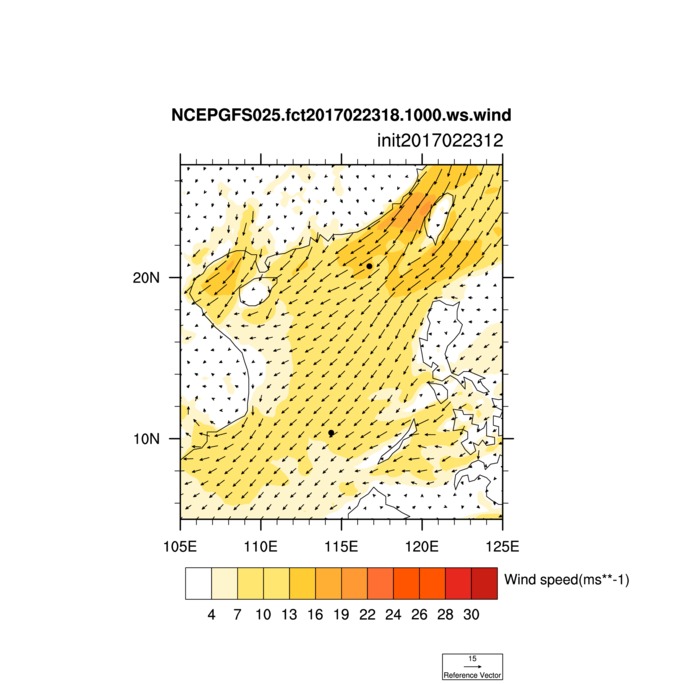 NCEPGFS025.fct2017022318.1000.ws.wind
init2017022312
20N
10N
105E 110E 115E 120E 125E
Wind speed(ms**-1)
4 7 10 13 16 19 22 24 26 28 30
15
Reference Vector